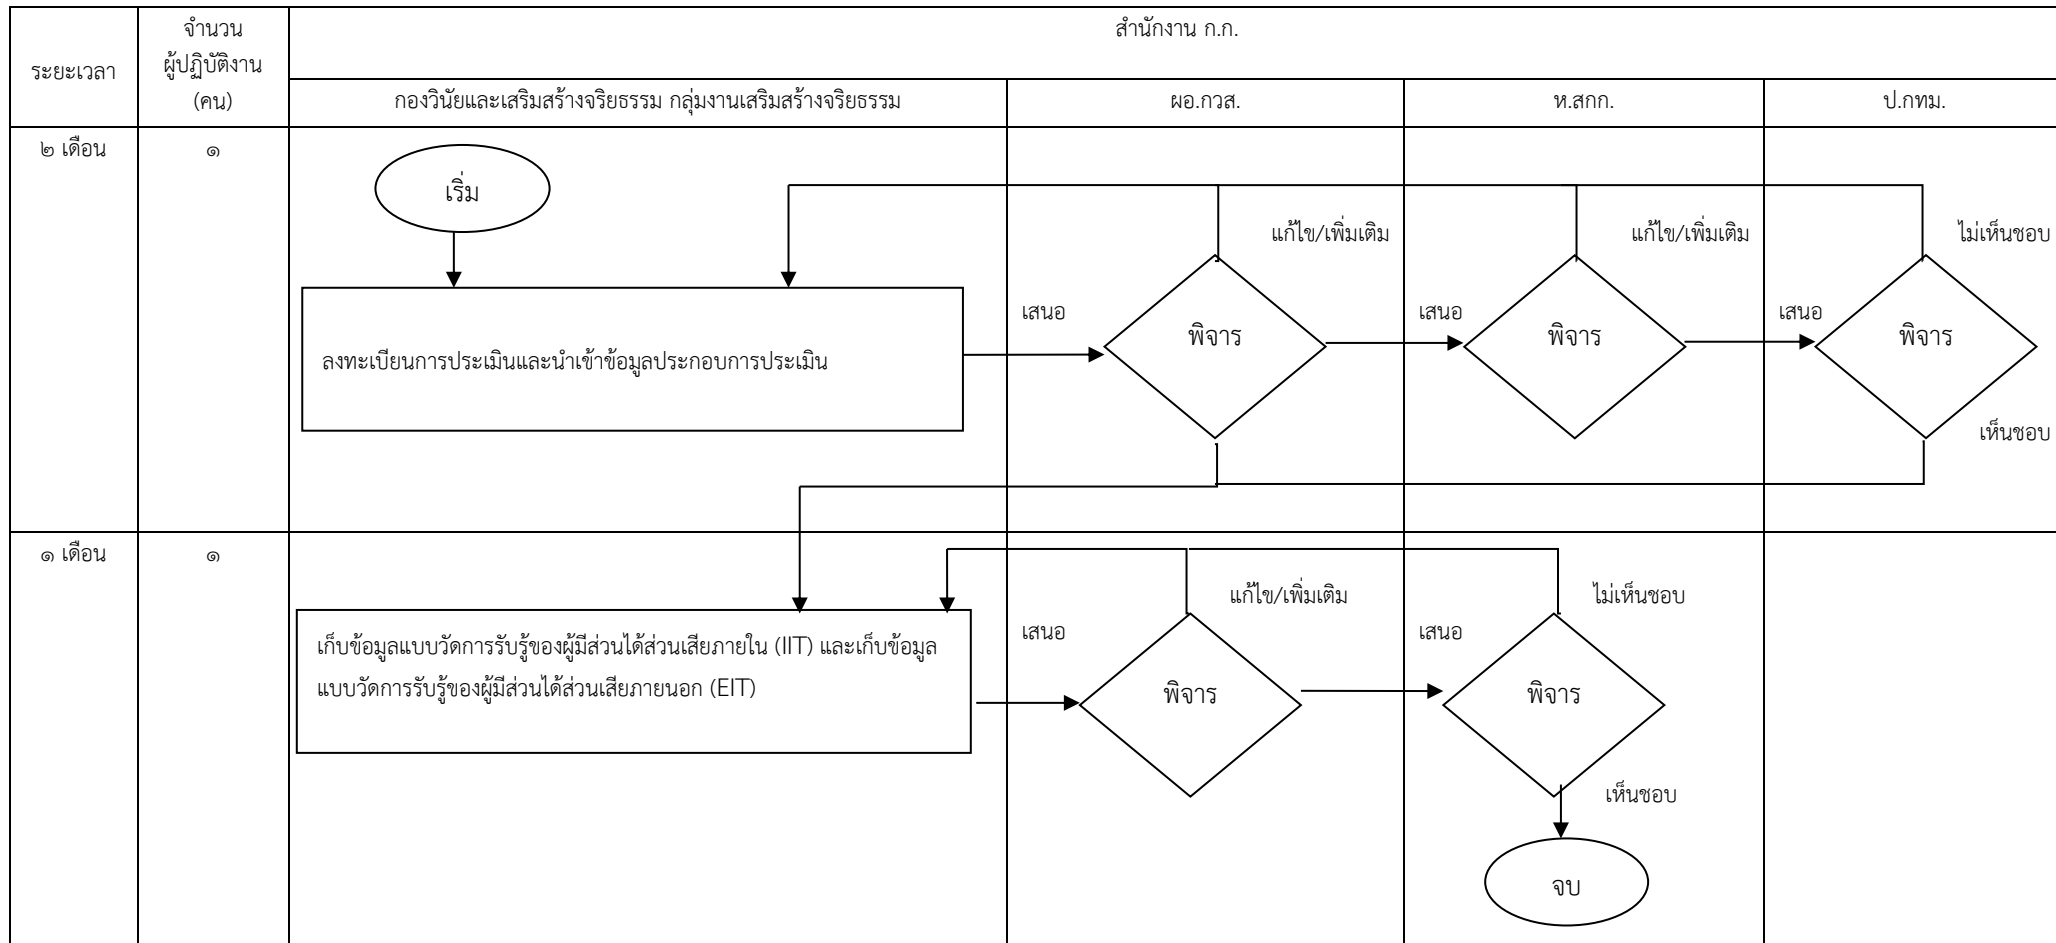 ระยะเวลา
จำนวน
ผู้ปฏิบัติงาน
(คน)
สำนักงาน ก.ก.
กองวินัยและเสริมสร้างจริยธรรม กลุ่มงานเสริมสร้างจริยธรรม
ผอ.กวส.
ห.สกก.
ป.กทม.
๒ เดือน
๑
เริ่ม
แก้ไข/เพิ่มเติม
แก้ไข/เพิ่มเติม
ไม่เห็นชอบ
ลงทะเบียนการประเมินและนำเข้าข้อมูลประกอบการประเมิน
เสนอ
พิจาร
เสนอ
พิจาร
เสนอ
พิจาร
เห็นชอบ
๑ เดือน
๑
แก้ไข/เพิ่มเติม
ไม่เห็นชอบ
เก็บข้อมูลแบบวัดการรับรู้ของผู้มีส่วนได้ส่วนเสียภายใน (IIT) และเก็บข้อมูล
แบบวัดการรับรู้ของผู้มีส่วนได้ส่วนเสียภายนอก (EIT)
เสนอ
พิจาร
เสนอ
พิจาร
เห็นชอบ
จบ